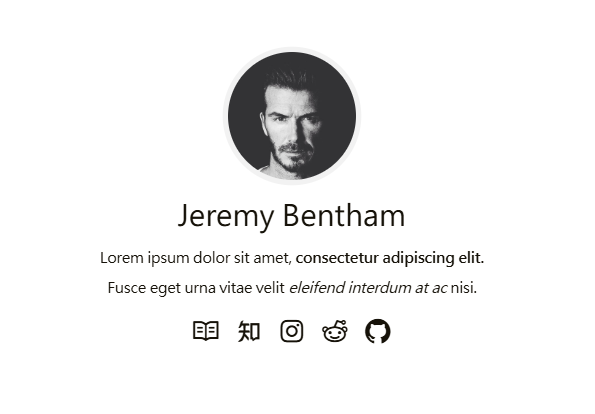 Jeremy Bentham
Lorem ipsum dolor sit amet, consectetur adipiscing elit.
Fusce eget urna vitae velit eleifend interdum at ac nisi.
知